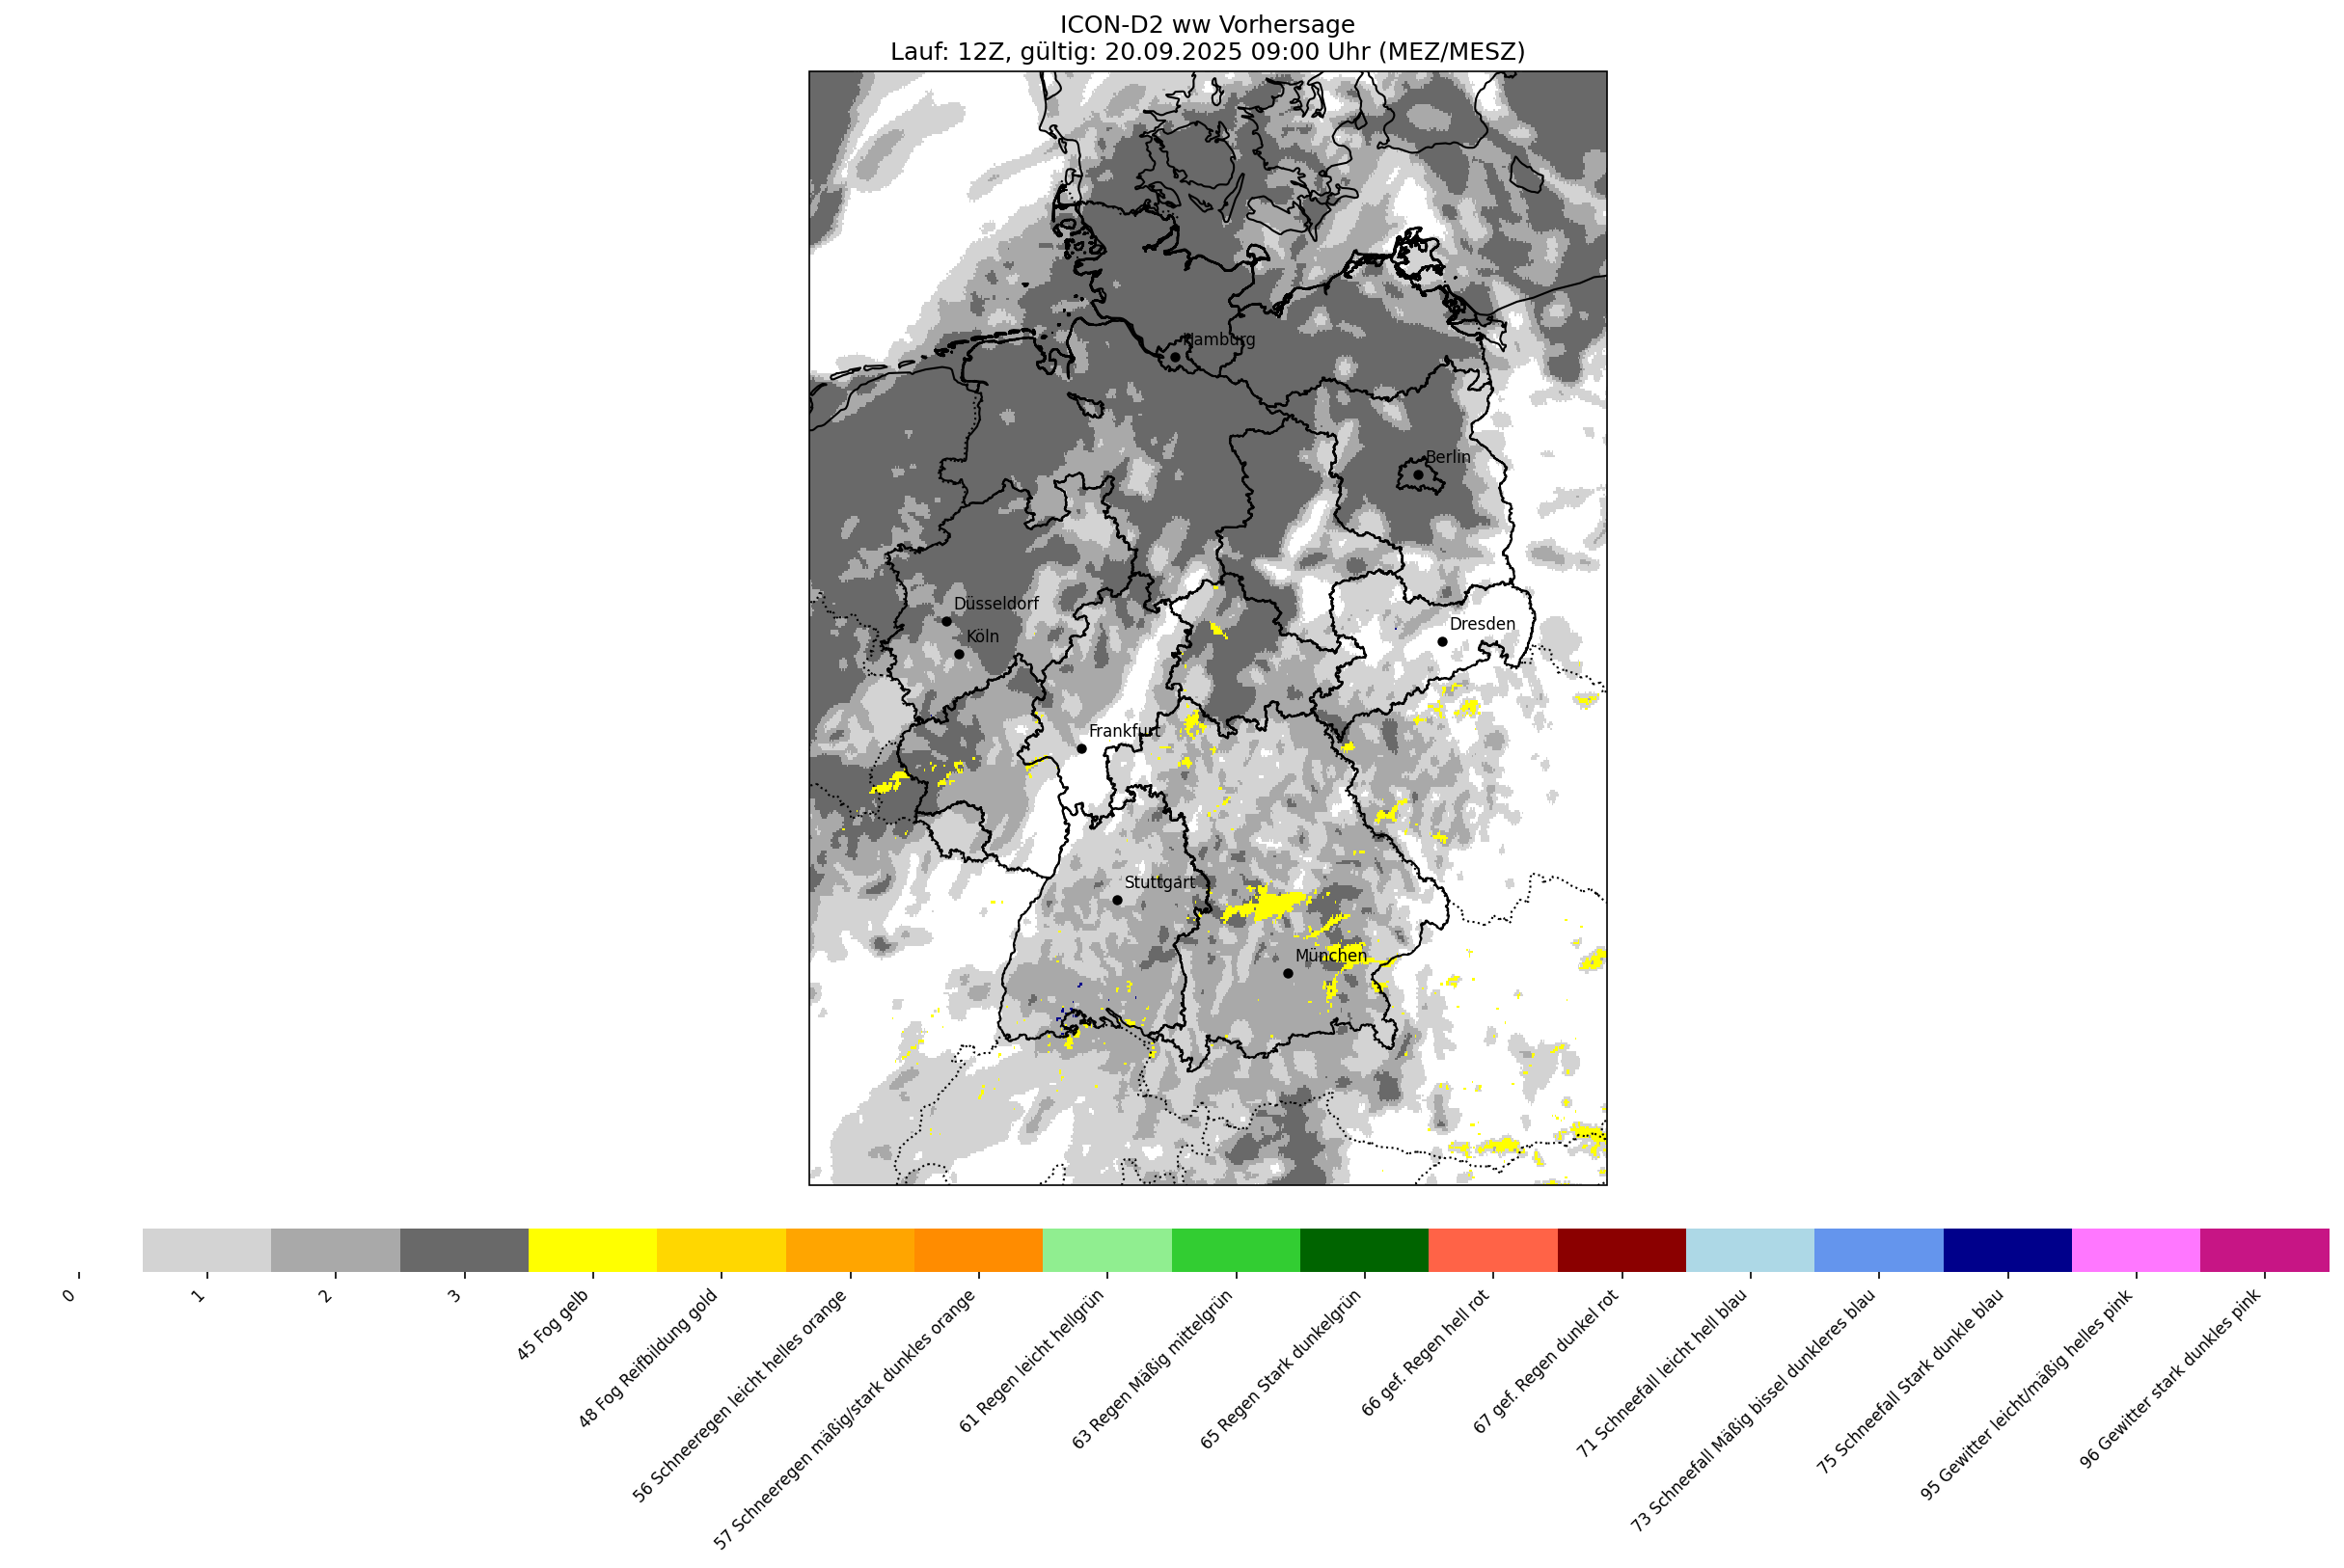 ICON-D2 ww Vorhersage
Lauf: 12Z, gültig: 20.09.2025 09:00 Uhr (MEZ/MESZ)
Hamburg
Berlin
Düsseldorf
Dresden
Köln
Frankfurt
Stuttgart
München
0
1
2
3
45 Fog gelb
48 Fog Reifbildung gold
56 Schneeregen leicht helles orange
57 Schneeregen mäßig/stark dunkles orange
61 Regen leicht hellgrün
63 Regen Mäßig mittelgrün
65 Regen Stark dunkelgrün
66 gef. Regen hell rot
67 gef. Regen dunkel rot
71 Schneefall leicht hell blau
73 Schneefall Mäßig bissel dunkleres blau
75 Schneefall Stark dunkle blau
95 Gewitter leicht/mäßig helles pink
96 Gewitter stark dunkles pink